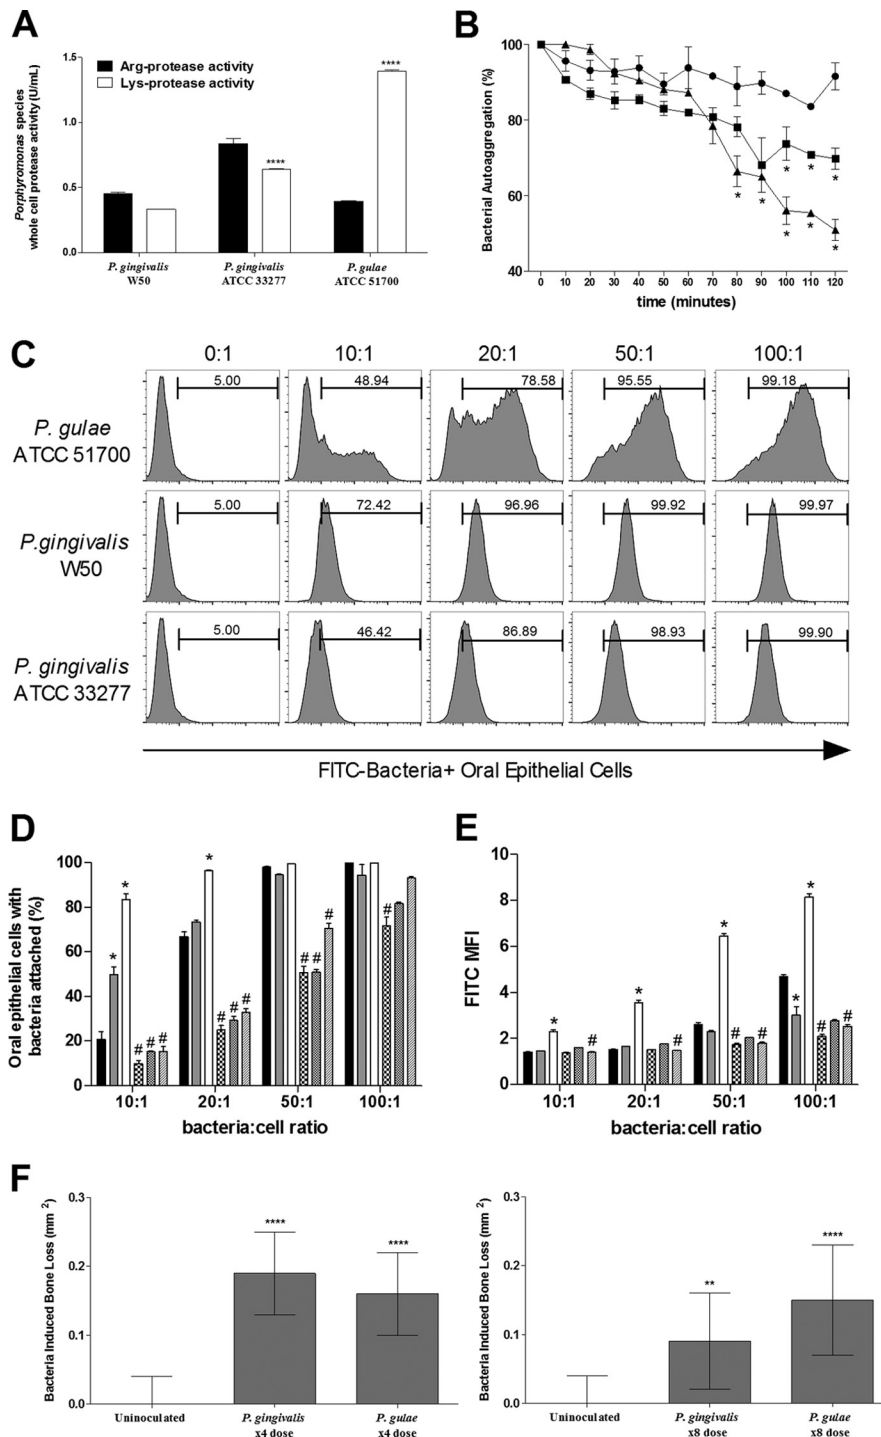 A
Porphyromonas species
whole cell protease activity (U/mL)
1.5
1.0
0.5
0.0
Arg-protease activity
Lys-protease activity
****
****
P. gingivalis
W50
P. gingivalis
ATCC 33277
P. gulae
ATCC 51700
B
Bacterial Autoaggregation (%)
100
80
60
40
* * * * *
* * *
0 10 20 30 40 50 60 70 80 90 100 110 120
time (minutes)
C
0:1 10:1 20:1 50:1 100:1
P. gulae
ATCC 51700
5.00 48.94 78.58 95.55 99.18
P.gingivalis
W50
5.00 72.42 96.96 99.92 99.97
P. gingivalis
ATCC 33277
5.00 46.42 86.89 98.93 99.90
FITC-Bacteria+ Oral Epithelial Cells
D
Oral epithelial cells with
bacteria attached (%)
100
80
60
40
20
0
* * # # #
* # # #
# # #
#
10:1 20:1 50:1 100:1
bacteria:cell ratio
E
FITC MFI
10
8
6
4
2
0
* #
* #
* # #
* * # #
10:1 20:1 50:1 100:1
bacteria:cell ratio
F
Bacteria Induced Bone Loss (mm²)
0.3
0.2
0.1
0.0
****
****
Uninoculated
P. gingivalis
x4 dose
P. gulae
x4 dose
Bacteria Induced Bone Loss (mm²)
0.3
0.2
0.1
0.0
**
****
Uninoculated
P. gingivalis
x8 dose
P. gulae
x8 dose